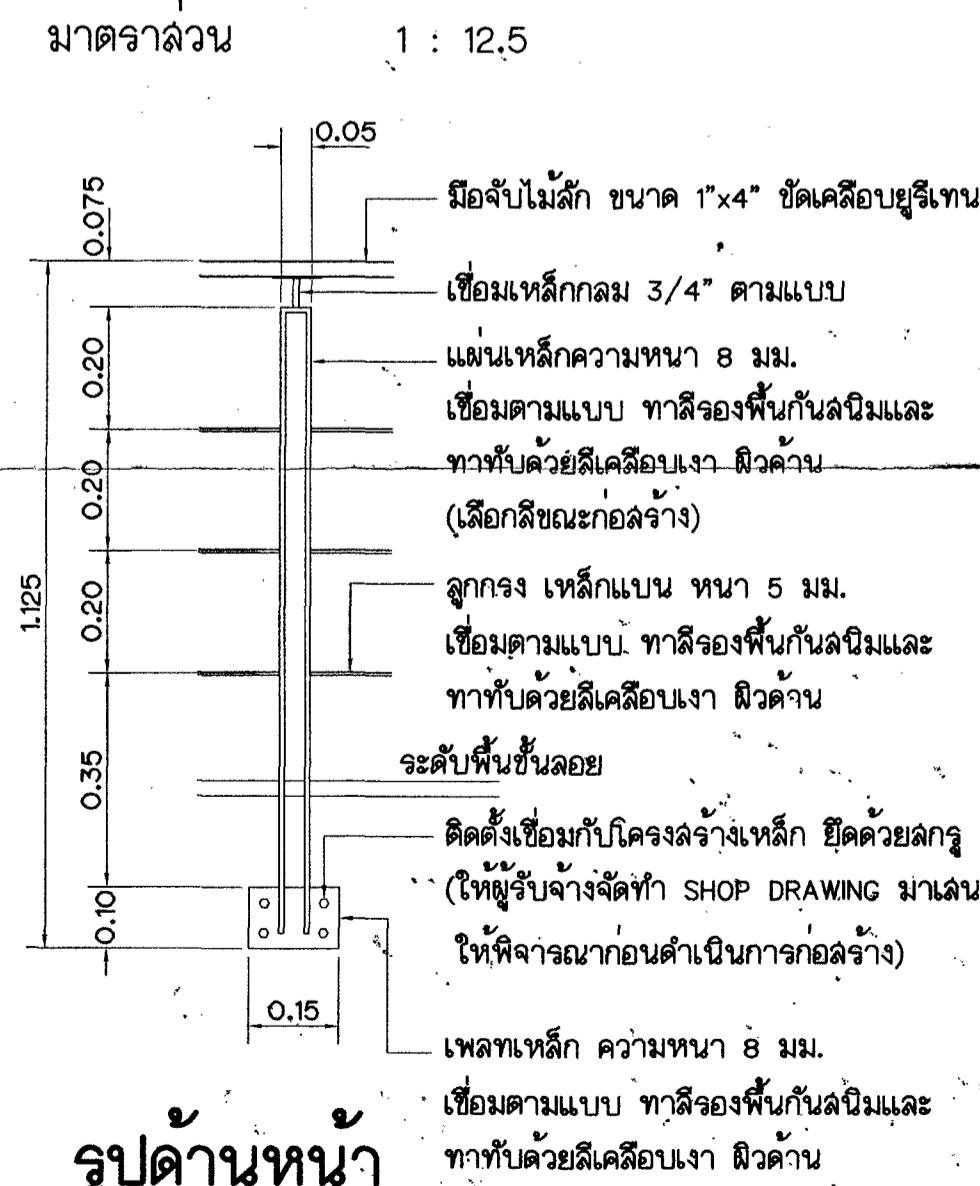 มาตราส่วน 1 : 12.5
0.05
0.075
มือจับไม้สัก ขนาด 1"x4" ขัดเคลือบยูรีเทน
เชื่อมเหล็กกลม 3/4" ตามแบบ
0.20
แผ่นเหล็กความหนา 8 มม.
เชื่อมตามแบบ ทาสีรองพื้นกันสนิมและ
0.20
ทาทับด้วยสีเคลือบเงา ผิวด้าน
(เลือกสีขณะก่อสร้าง)
1.125
0.20
ลูกกรง เหล็กแบน หนา 5 มม.
เชื่อมตามแบบ ทาสีรองพื้นกันสนิมและ
ทาทับด้วยสีเคลือบเงา ผิวด้าน
0.35
ระดับพื้นชั้นลอย
ติดตั้งเชื่อมกับโครงสร้างเหล็ก ยึดด้วยสกรู
0.10
(ให้ผู้รับจ้างจัดทำ SHOP DRAWING มาเสน
ให้พิจารณาก่อนดำเนินการก่อสร้าง)
0.15
เพลทเหล็ก ความหนา 8 มม.
เชื่อมตามแบบ ทาสีรองพื้นกันสนิมและ
รูปด้านหน้า
ทาทับด้วยสีเคลือบเงา ผิวด้าน